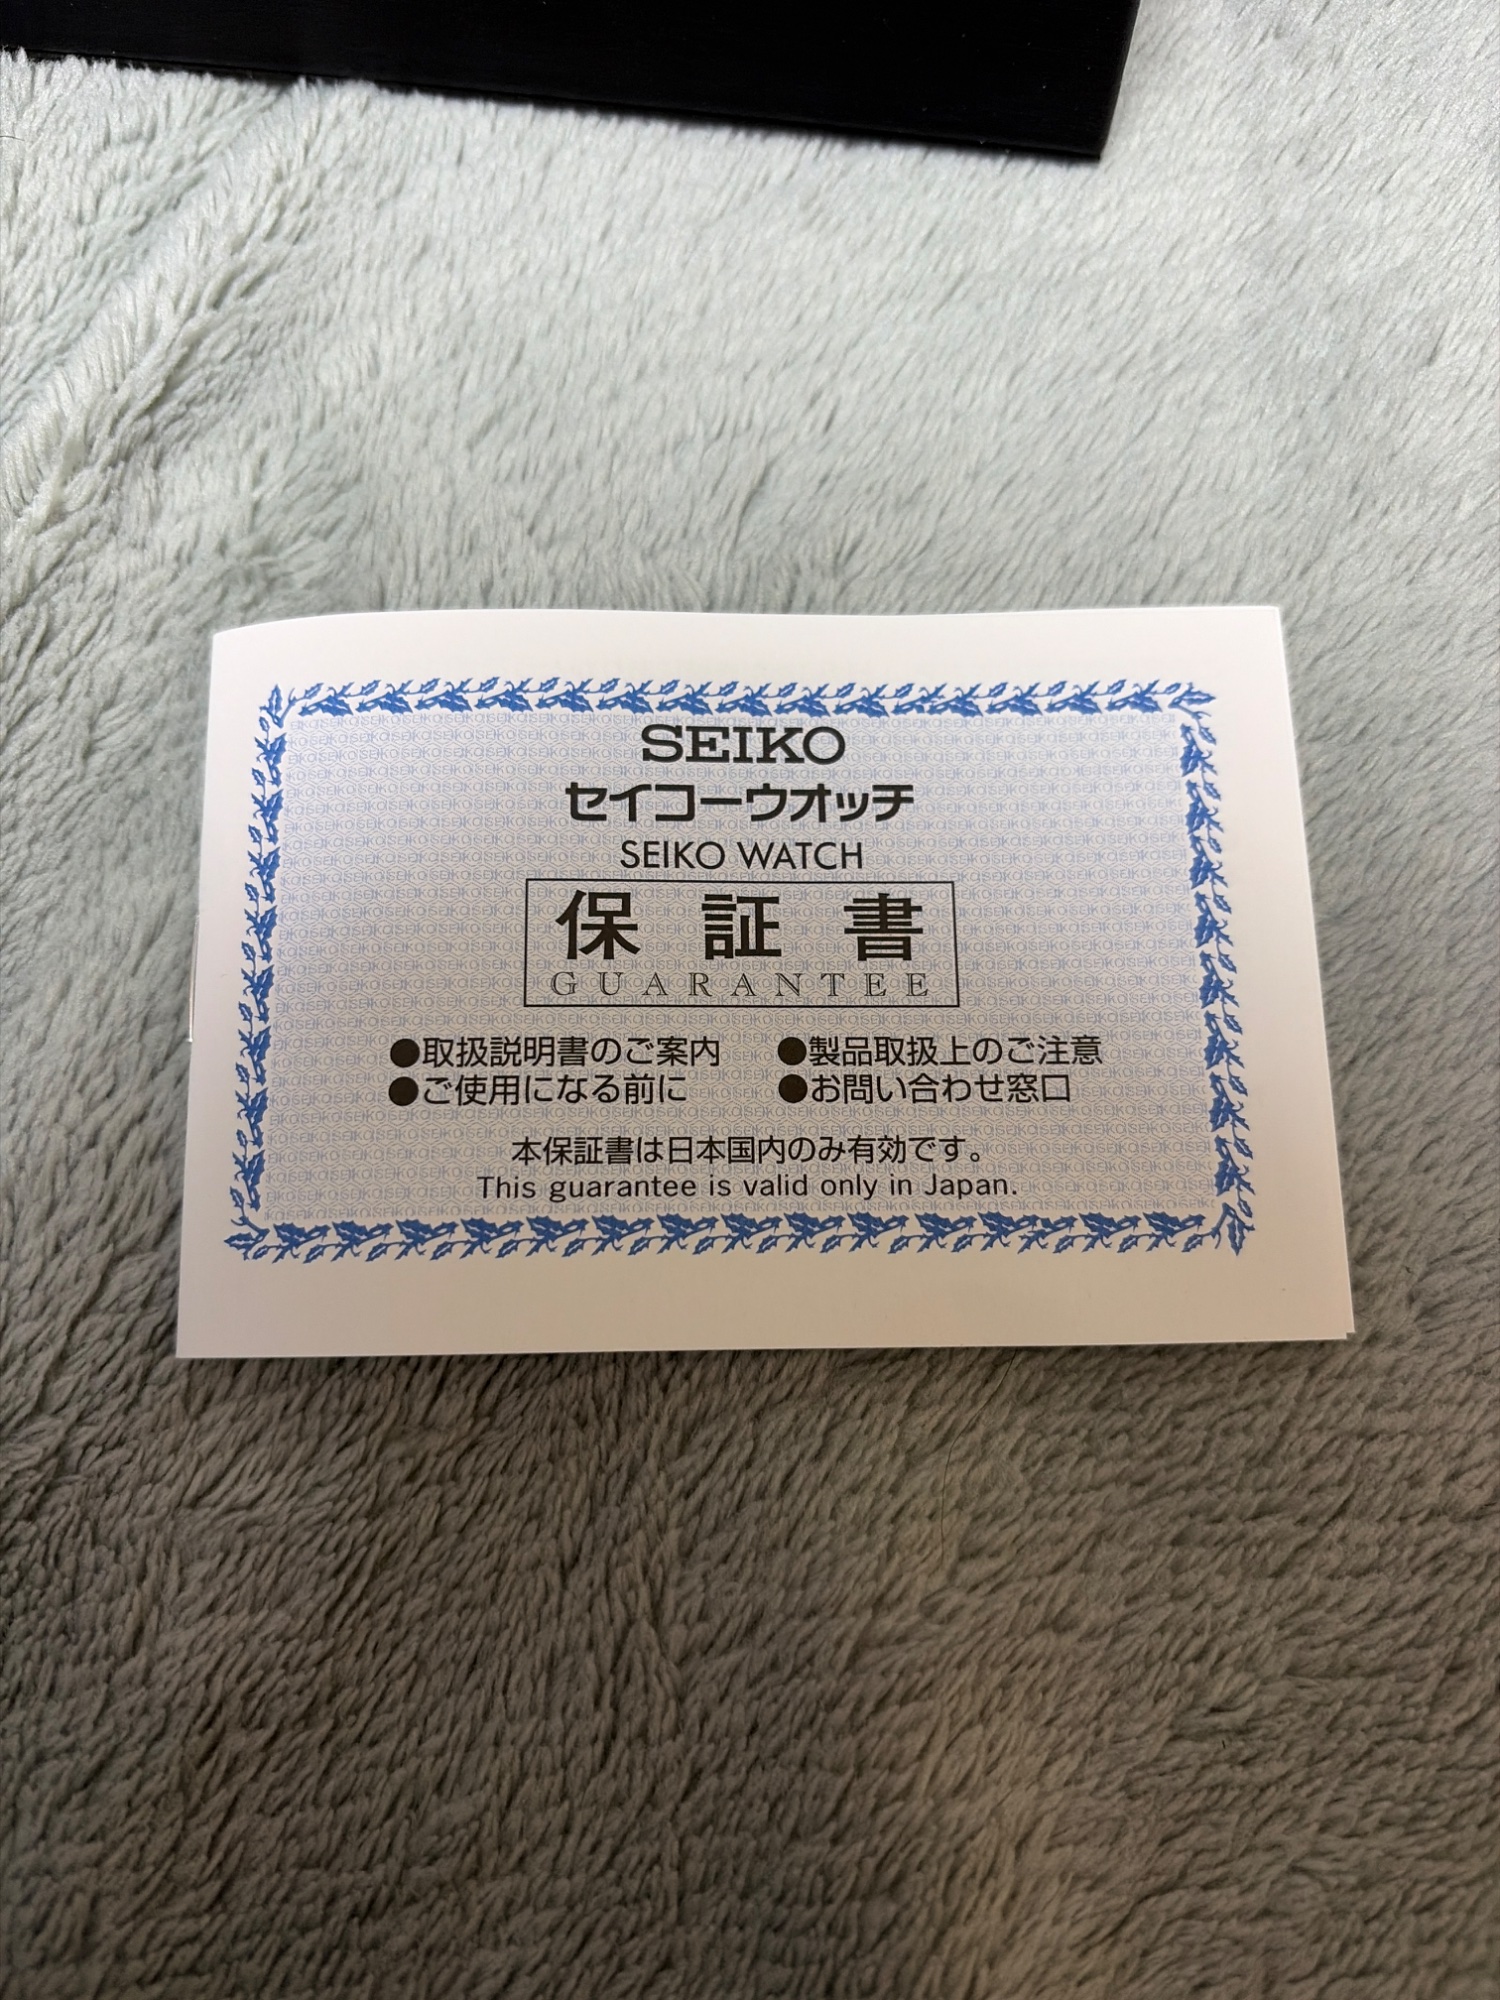 SEIKO
セイコーウオッチ
SEIKO WATCH
保証書
GUARANTEE
●取扱説明書のご案内 ●製品取扱上のご注意
●ご使用になる前に ●お問い合わせ窓口
本保証書は日本国内のみ有効です。
This guarantee is valid only in Japan.